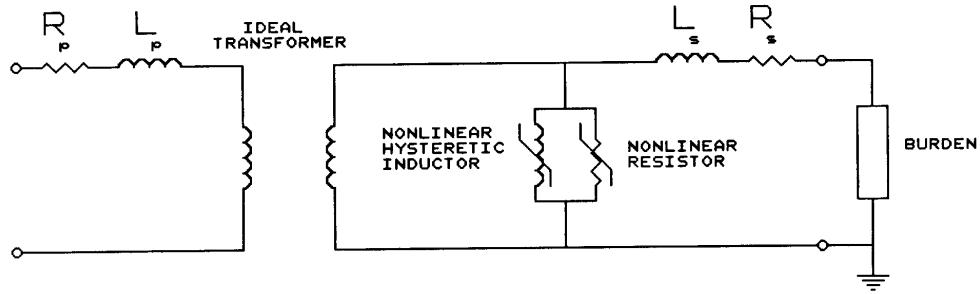 R
p
L
p
IDEAL
TRANSFORMER
L
s
R
s
NONLINEAR
HYSTERETIC
INDUCTOR
NONLINEAR
RESISTOR
BURDEN